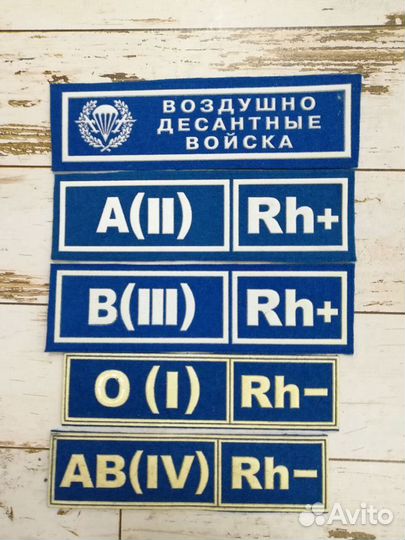 ВОЗДУШНО
ДЕСАНТНЫЕ
ВОЙСКА
A(II) Rh+
B(III) Rh+
O (I) Rh−
AB(IV) Rh−
Avito